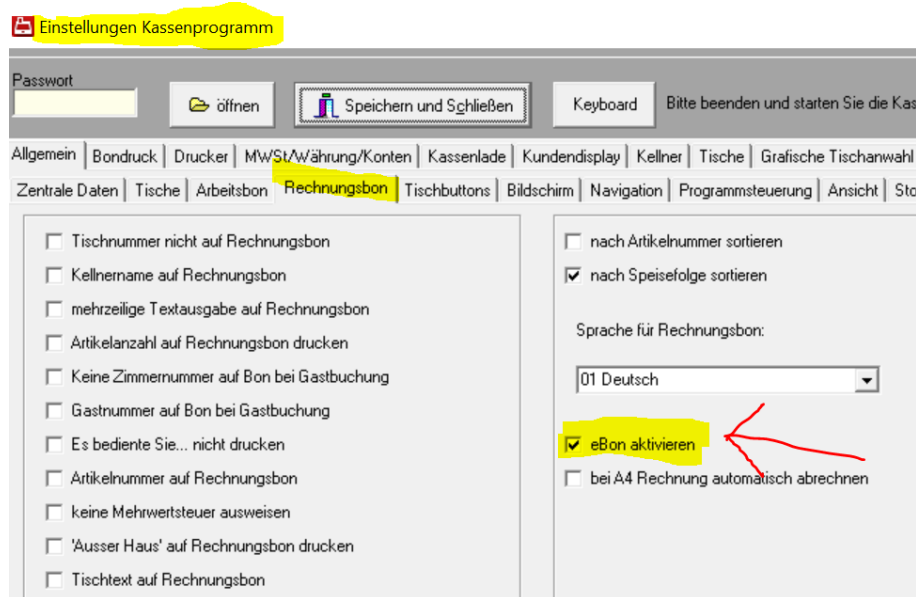 Einstellungen Kassenprogramm
Passwort
öffnen
Speichern und Schließen
Keyboard
Bitte beenden und starten Sie die Kas
Allgemein Bondruck Drucker MWSt/Währung/Konten Kassenlade Kundendisplay Kellner Tische Grafische Tischanwahl
Zentrale Daten Tische Arbeitsbon Rechnungsbon Tischbuttons Bildschirm Navigation Programmsteuerung Ansicht Sto
Tischnummer nicht auf Rechnungsbon
Kellnername auf Rechnungsbon
mehrzeilige Textausgabe auf Rechnungsbon
Artikelanzahl auf Rechnungsbon drucken
Keine Zimmernummer auf Bon bei Gastbuchung
Gastnummer auf Bon bei Gastbuchung
Es bediente Sie... nicht drucken
Artikelnummer auf Rechnungsbon
keine Mehrwertsteuer ausweisen
'Ausser Haus' auf Rechnungsbon drucken
Tischtext auf Rechnungsbon
nach Artikelnummer sortieren
nach Speisefolge sortieren
Sprache für Rechnungsbon:
01 Deutsch
eBon aktivieren
bei A4 Rechnung automatisch abrechnen